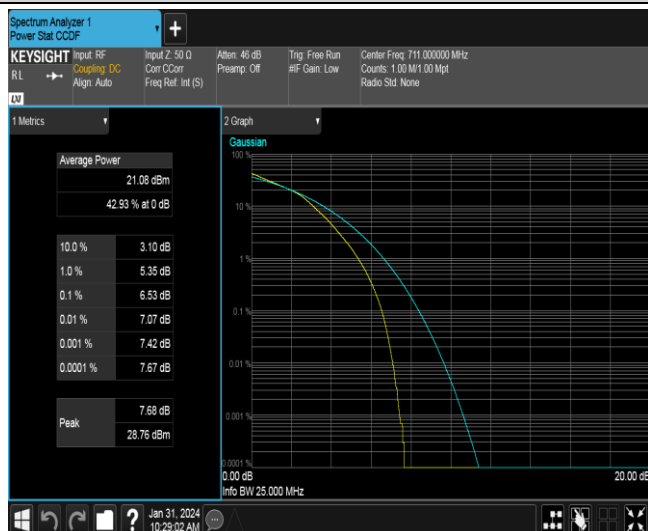 Spectrum Analyzer 1
Power Stat CCDF
KEYSIGHT
RL
LXI
Input: RF
Coupling: DC
Align: Auto
Input Z: 50 Ω
Corr CCorr
Freq Ref: Int (S)
Atten: 46 dB
Preamp: Off
Trig: Free Run
#IF Gain: Low
Center Freq: 711.000000 MHz
Counts: 1.00 M/1.00 Mpt
Radio Std: None
1 Metrics
Average Power
21.08 dBm
42.93 % at 0 dB
10.0 % 3.10 dB
1.0 % 5.35 dB
0.1 % 6.53 dB
0.01 % 7.07 dB
0.001 % 7.42 dB
0.0001 % 7.67 dB
Peak
7.68 dB
28.76 dBm
2 Graph
Gaussian
100 %
10 %
1 %
0.1 %
0.01 %
0.001 %
0.0001 %
0.00 dB 20.00 dB
Info BW 25.000 MHz
?
Jan 31, 2024
10:29:02 AM